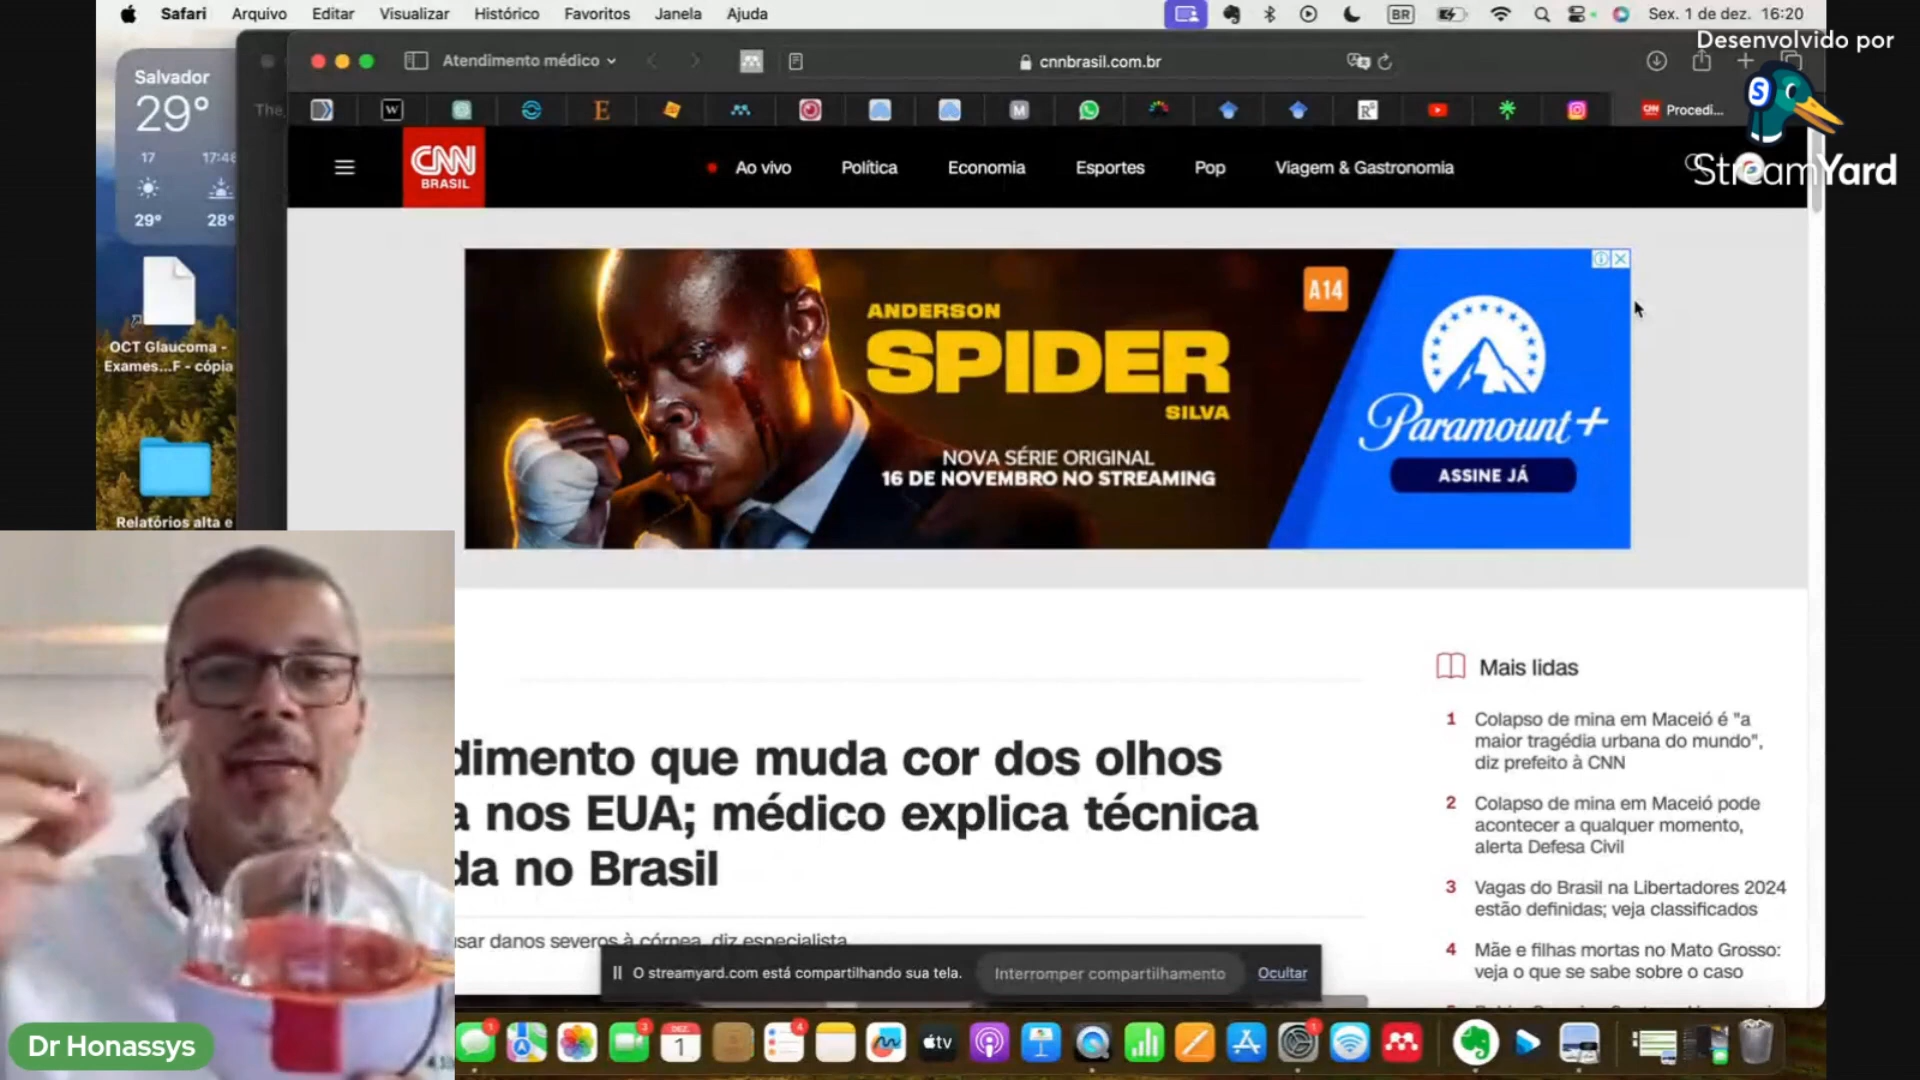 Safari Arquivo Editar Visualizar Histórico Favoritos Janela Ajuda
BR
Sex. 1 de dez. 16:20
Desenvolvido por
StreamYard
Salvador
29°
17 17:46
29° 28°
Atendimento médico
cnnbrasil.com.br
The
Procedi...
CNN
BRASIL
Ao vivo Política Economia Esportes Pop Viagem & Gastronomia
OCT Glaucoma -
Exames...F - cópia
Relatórios alta e
ANDERSON
SPIDER
SILVA
NOVA SÉRIE ORIGINAL
16 DE NOVEMBRO NO STREAMING
A14
Paramount+
ASSINE JÁ
dimento que muda cor dos olhos
a nos EUA; médico explica técnica
da no Brasil
usar danos severos à córnea, diz especialista
Mais lidas
1 Colapso de mina em Maceió é "a
maior tragédia urbana do mundo",
diz prefeito à CNN
2 Colapso de mina em Maceió pode
acontecer a qualquer momento,
alerta Defesa Civil
3 Vagas do Brasil na Libertadores 2024
estão definidas; veja classificados
4 Mãe e filhas mortas no Mato Grosso:
veja o que se sabe sobre o caso
O streamyard.com está compartilhando sua tela. Interromper compartilhamento Ocultar
Dr Honassys
DEZ.
1
tv